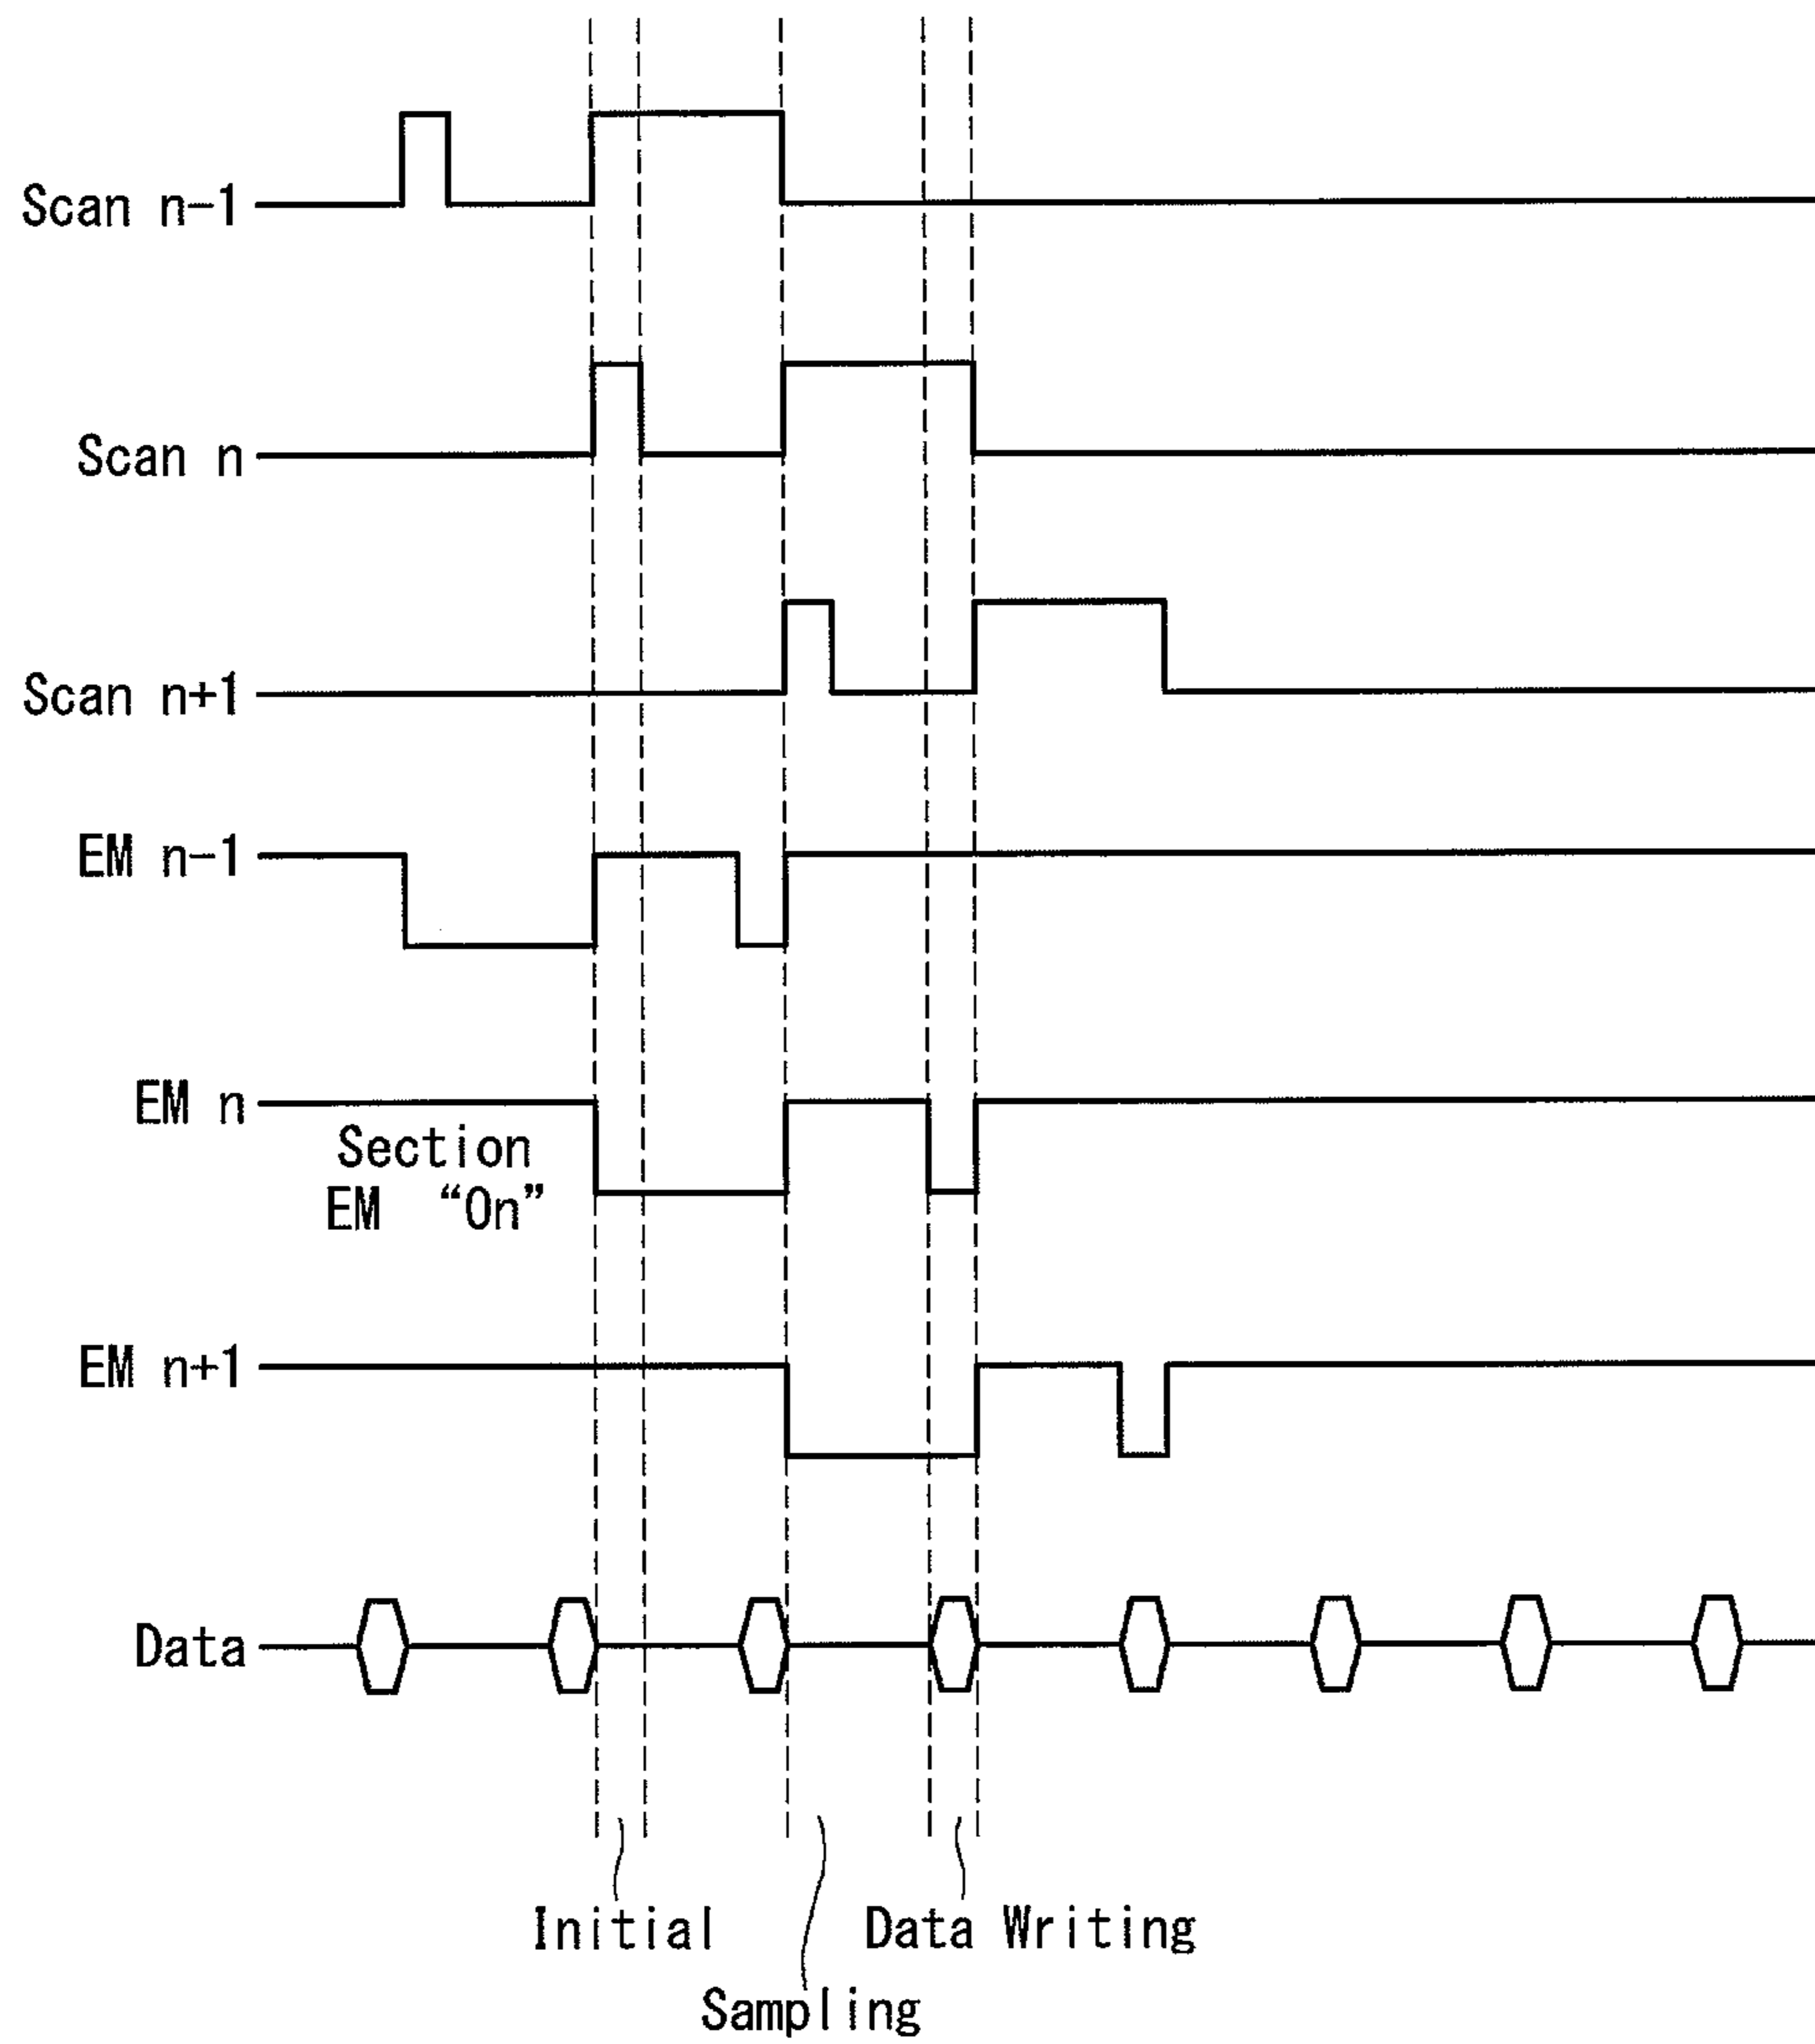 Scan n-1
Scan n
Scan n+1
EM n-1
EM n
Section
EM “On”
EM n+1
Data
Initial
Data Writing
Sampling